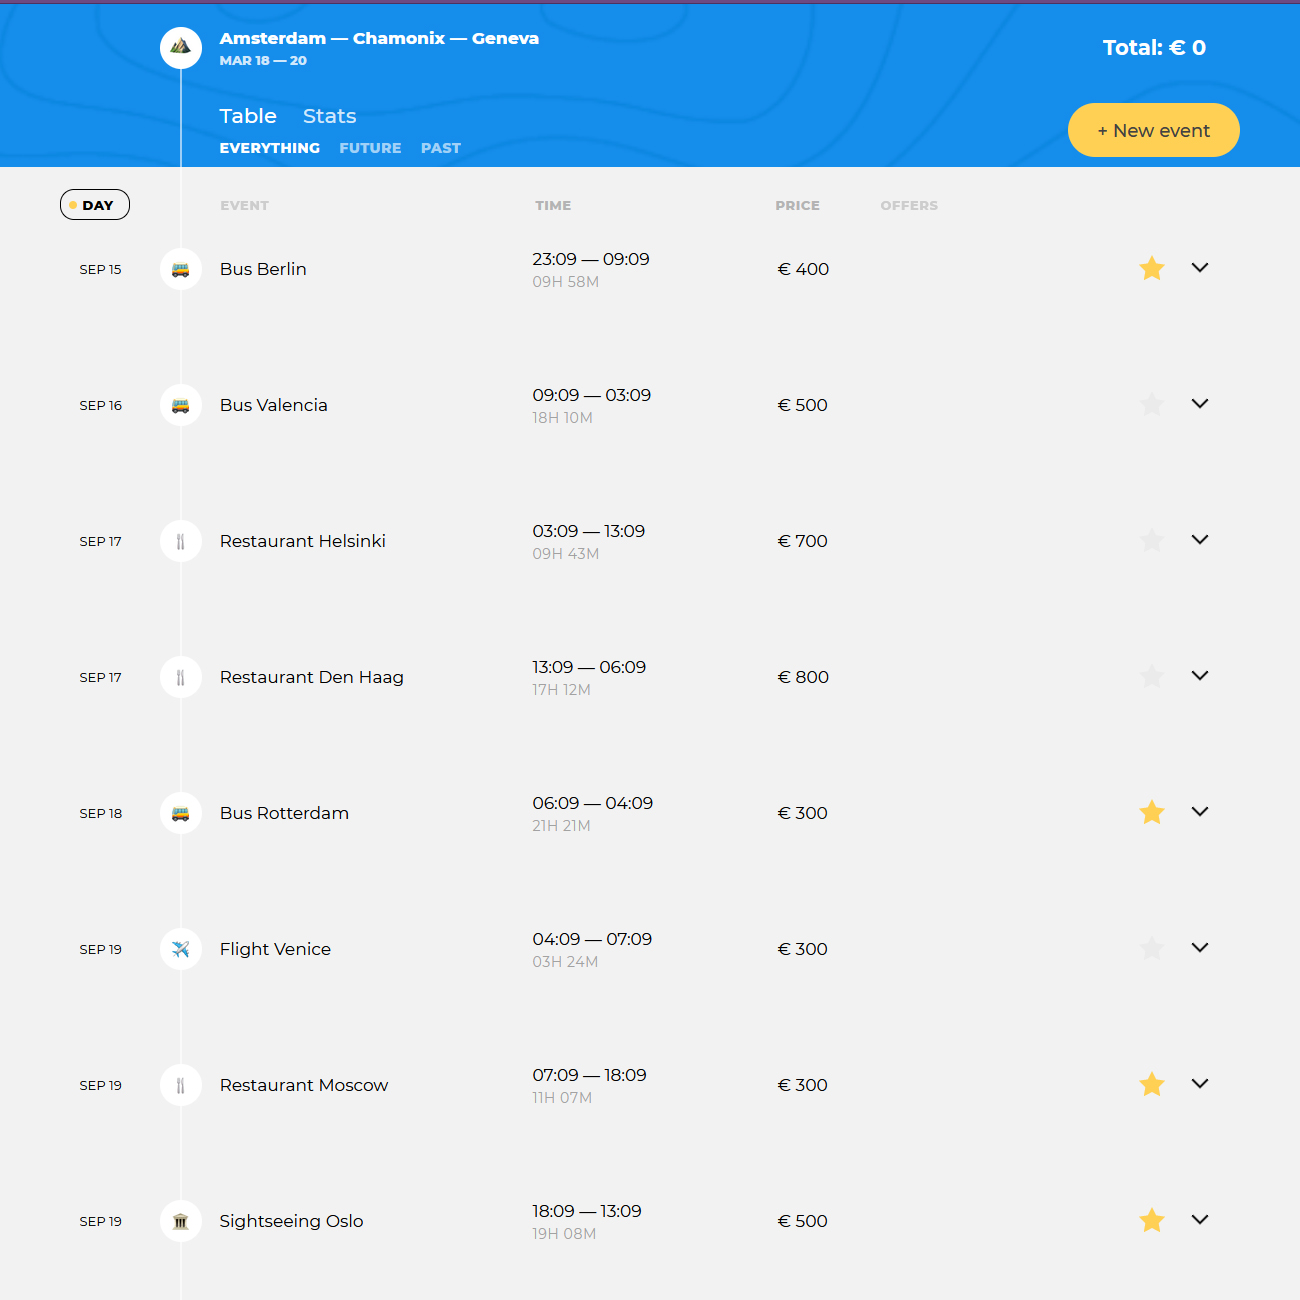 Amsterdam — Chamonix — Geneva
MAR 18 — 20
Total: € 0
Table Stats
EVERYTHING FUTURE PAST
+ New event
DAY EVENT TIME PRICE OFFERS
SEP 15 Bus Berlin 23:09 — 09:09 € 400
09H 58M
SEP 16 Bus Valencia 09:09 — 03:09 € 500
18H 10M
SEP 17 Restaurant Helsinki 03:09 — 13:09 € 700
09H 43M
SEP 17 Restaurant Den Haag 13:09 — 06:09 € 800
17H 12M
SEP 18 Bus Rotterdam 06:09 — 04:09 € 300
21H 21M
SEP 19 Flight Venice 04:09 — 07:09 € 300
03H 24M
SEP 19 Restaurant Moscow 07:09 — 18:09 € 300
11H 07M
SEP 19 Sightseeing Oslo 18:09 — 13:09 € 500
19H 08M